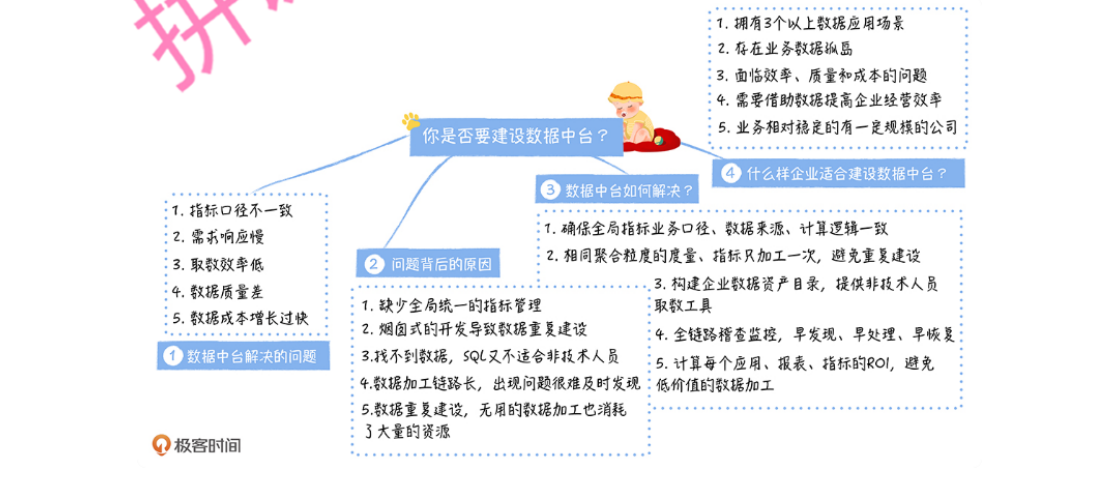 拼
你是否要建设数据中台？
1. 指标口径不一致
2. 需求响应慢
3. 取数效率低
4. 数据质量差
5. 数据成本增长过快
1 数据中台解决的问题
2 问题背后的原因
1. 缺少全局统一的指标管理
2. 烟囱式的开发导致数据重复建设
3.找不到数据，SQL又不适合非技术人员
4.数据加工链路长，出现问题很难及时发现
5.数据重复建设，无用的数据加工也消耗
了大量的资源
3 数据中台如何解决？
1. 确保全局指标业务口径、数据来源、计算逻辑一致
2. 相同聚合粒度的度量、指标只加工一次，避免重复建设
3. 构建企业数据资产目录，提供非技术人员
取数工具
4. 全链路稽查监控，早发现、早处理、早恢复
5. 计算每个应用、报表、指标的ROI，避免
低价值的数据加工
1. 拥有3个以上数据应用场景
2. 存在业务数据孤岛
3. 面临效率、质量和成本的问题
4. 需要借助数据提高企业经营效率
5. 业务相对稳定的有一定规模的公司
4 什么样企业适合建设数据中台？
极客时间